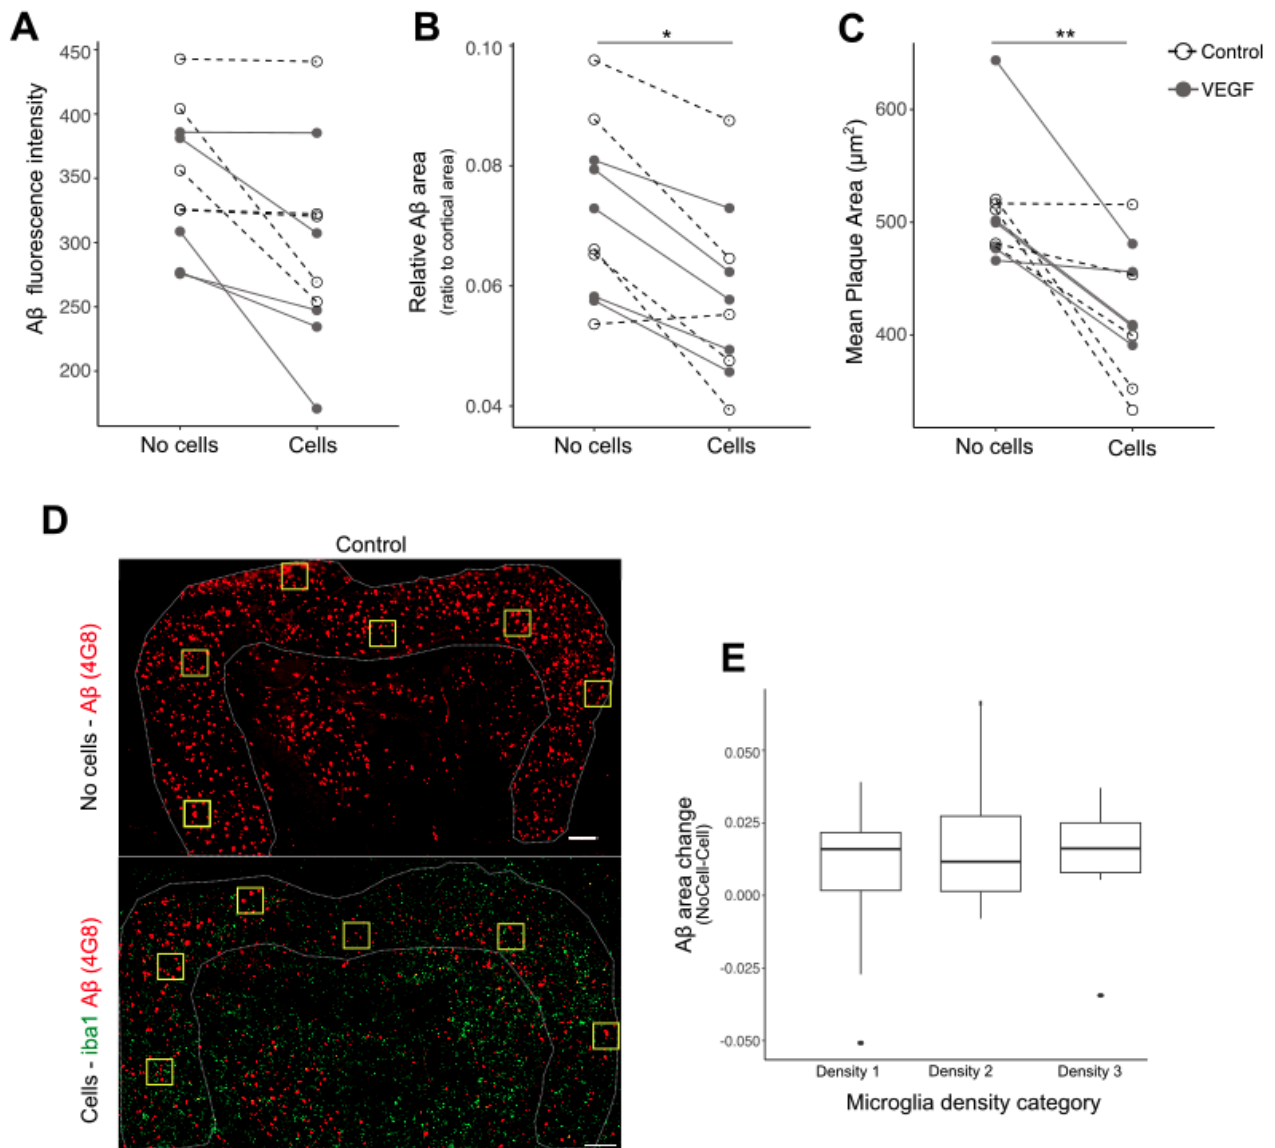 A
450
400
350
300
250
200
Aβ fluorescence intensity
No cells
Cells
B
*
0.10
0.08
0.06
0.04
Relative Aβ area
(ratio to cortical area)
No cells
Cells
C
**
600
500
400
Mean Plaque Area (µm²)
No cells
Cells
Control
VEGF
D
Control
No cells - Aβ (4G8)
Cells - iba1 Aβ (4G8)
E
0.050
0.025
0.000
-0.025
-0.050
Aβ area change
(NoCell-Cell)
Density 1
Density 2
Density 3
Microglia density category